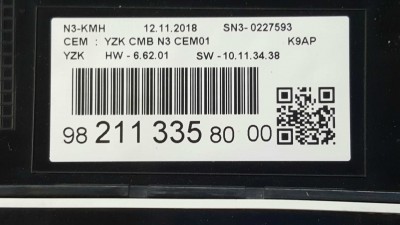 N3-KMH 12.11.2018 SN3- 0227593
CEM : YZK CMB N3 CEM01 K9AP
YZK HW - 6.62.01 SW - 10.11.34.38
98 211 335 80 00